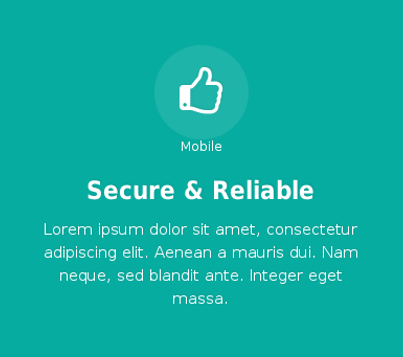 Mobile
Secure & Reliable
Lorem ipsum dolor sit amet, consectetur
adipiscing elit. Aenean a mauris dui. Nam
neque, sed blandit ante. Integer eget
massa.